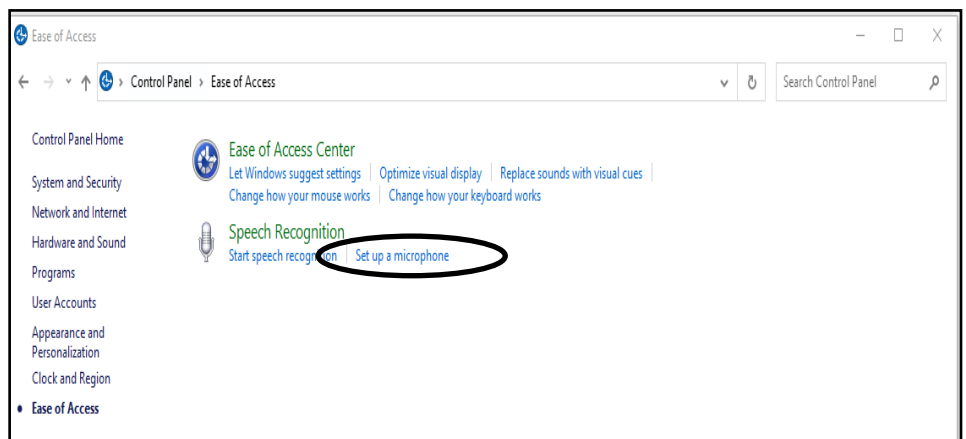 Ease of Access
Control Panel > Ease of Access
Search Control Panel
Control Panel Home
System and Security
Network and Internet
Hardware and Sound
Programs
User Accounts
Appearance and
Personalization
Clock and Region
Ease of Access
Ease of Access Center
Let Windows suggest settings | Optimize visual display | Replace sounds with visual cues |
Change how your mouse works | Change how your keyboard works
Speech Recognition
Start speech recognition | Set up a microphone